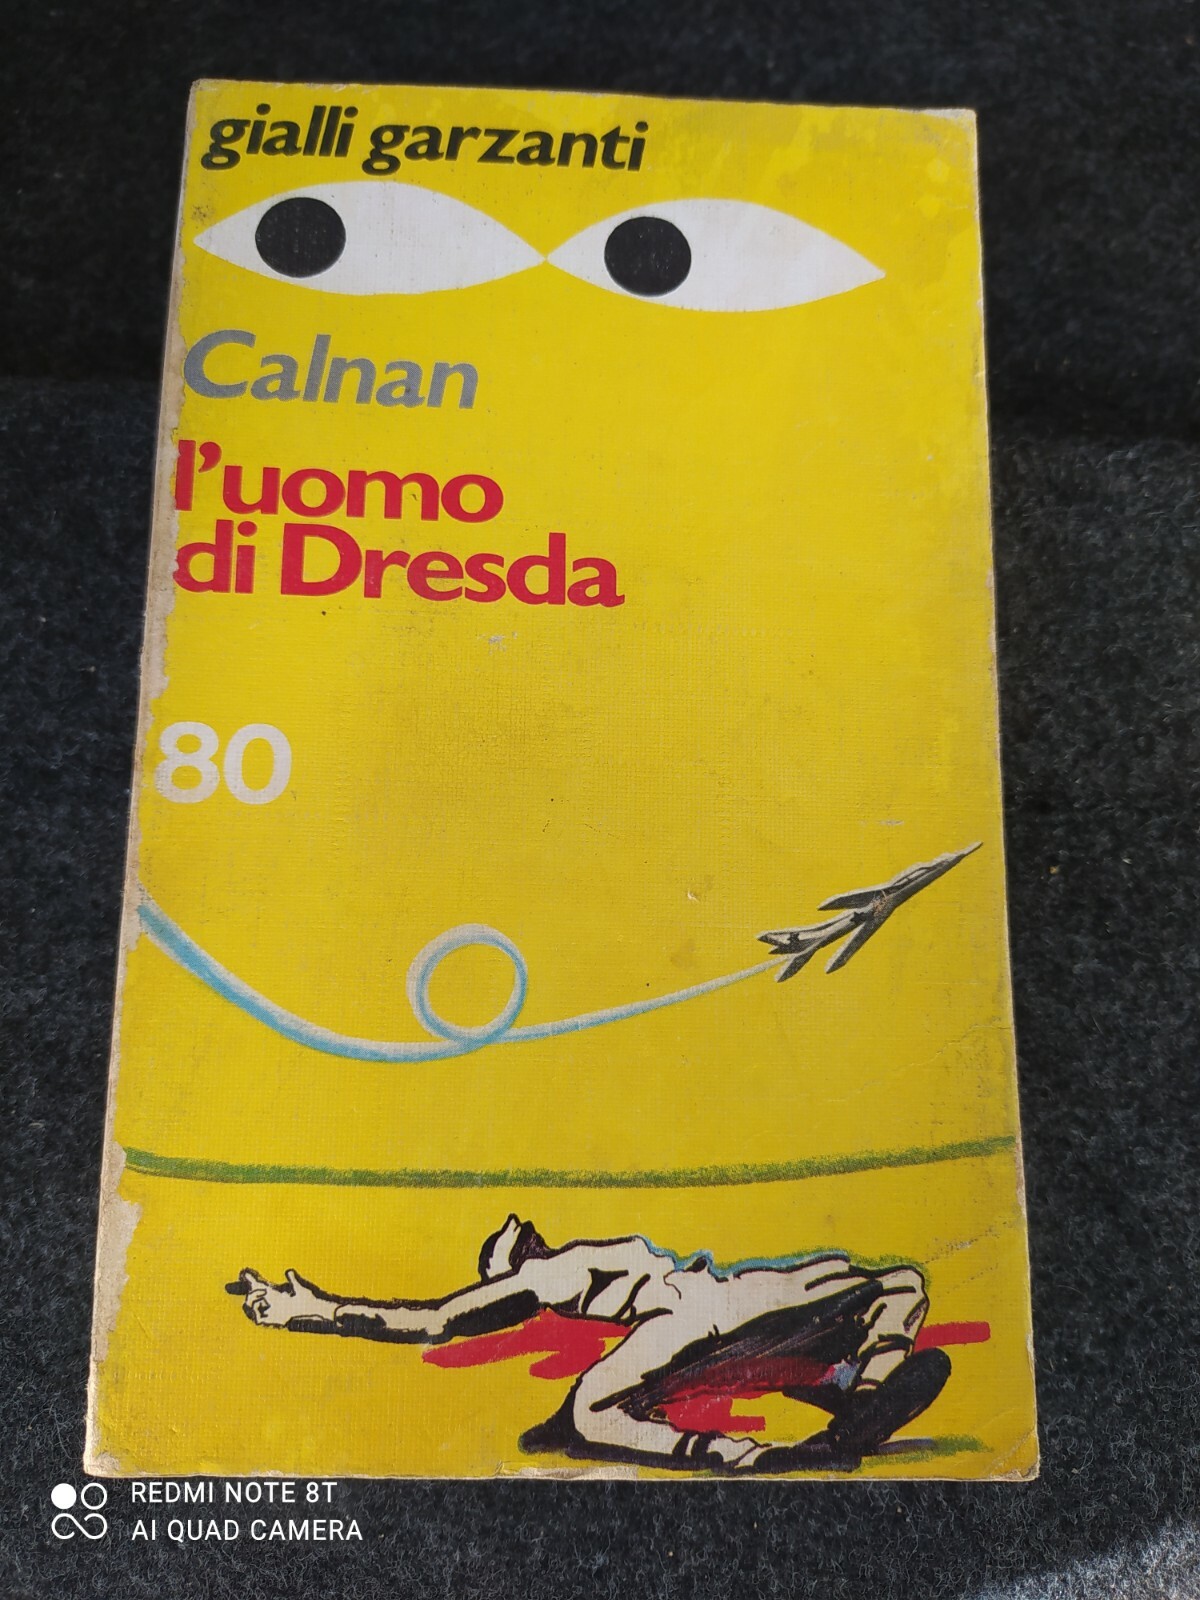 gialli garzanti
Calnan
l'uomo
di Dresda
80
REDMI NOTE 8T
AI QUAD CAMERA